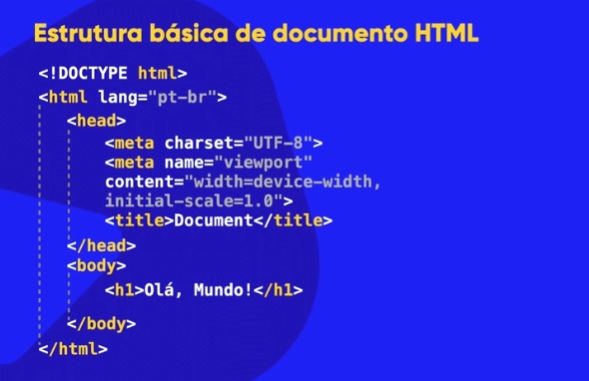 Estrutura básica de documento HTML
<!DOCTYPE html>
<html lang="pt-br">
<head>
<meta charset="UTF-8">
<meta name="viewport"
content="width=device-width,
initial-scale=1.0">
<title>Document</title>
</head>
<body>
<h1>Olá, Mundo!</h1>
</body>
</html>